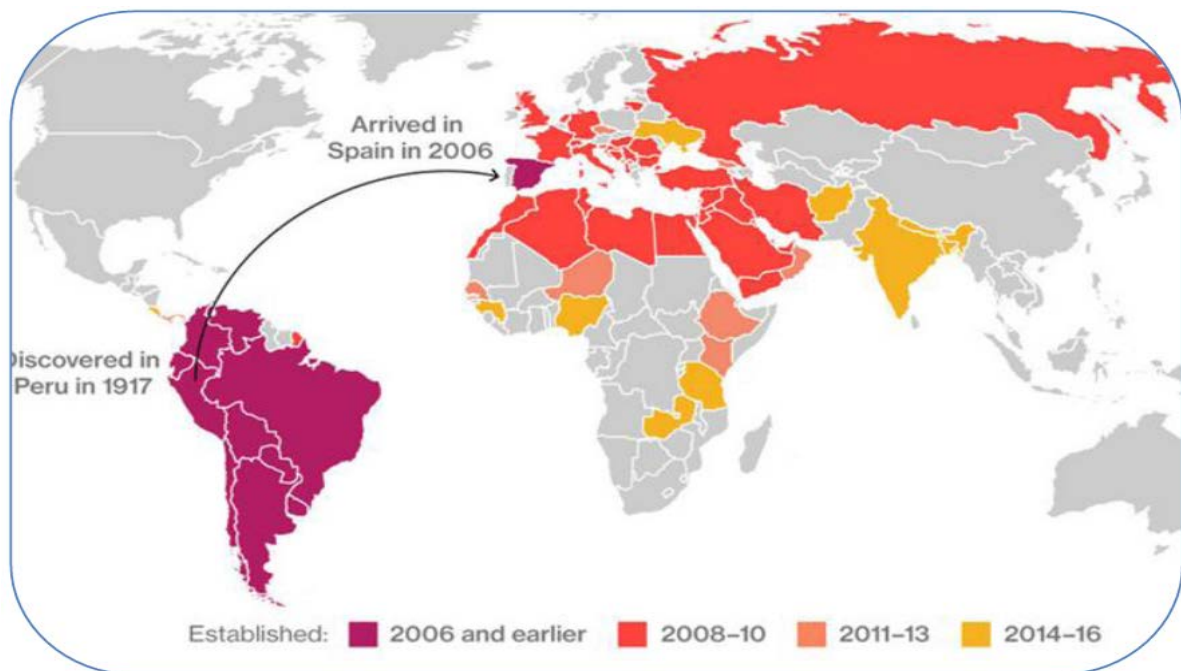 Arrived in
Spain in 2006
iscovered in
Peru in 1917
Established: 2006 and earlier 2008–10 2011–13 2014–16